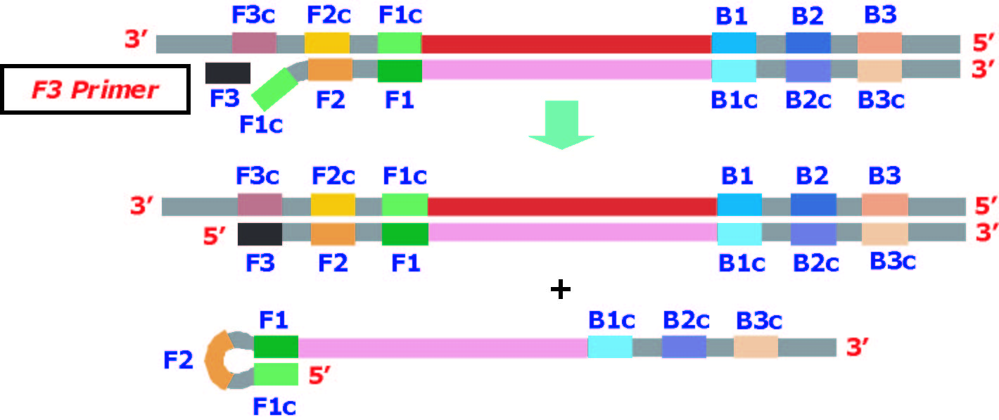 F3c F2c F1c B1 B2 B3
3′ 5′
F3 Primer
3′
F3 F2 F1 B1c B2c B3c
F1c
F3c F2c F1c B1 B2 B3
3′ 5′
5′ 3′
F3 F2 F1 B1c B2c B3c
+
F1 B1c B2c B3c
3′
F2
5′
F1c